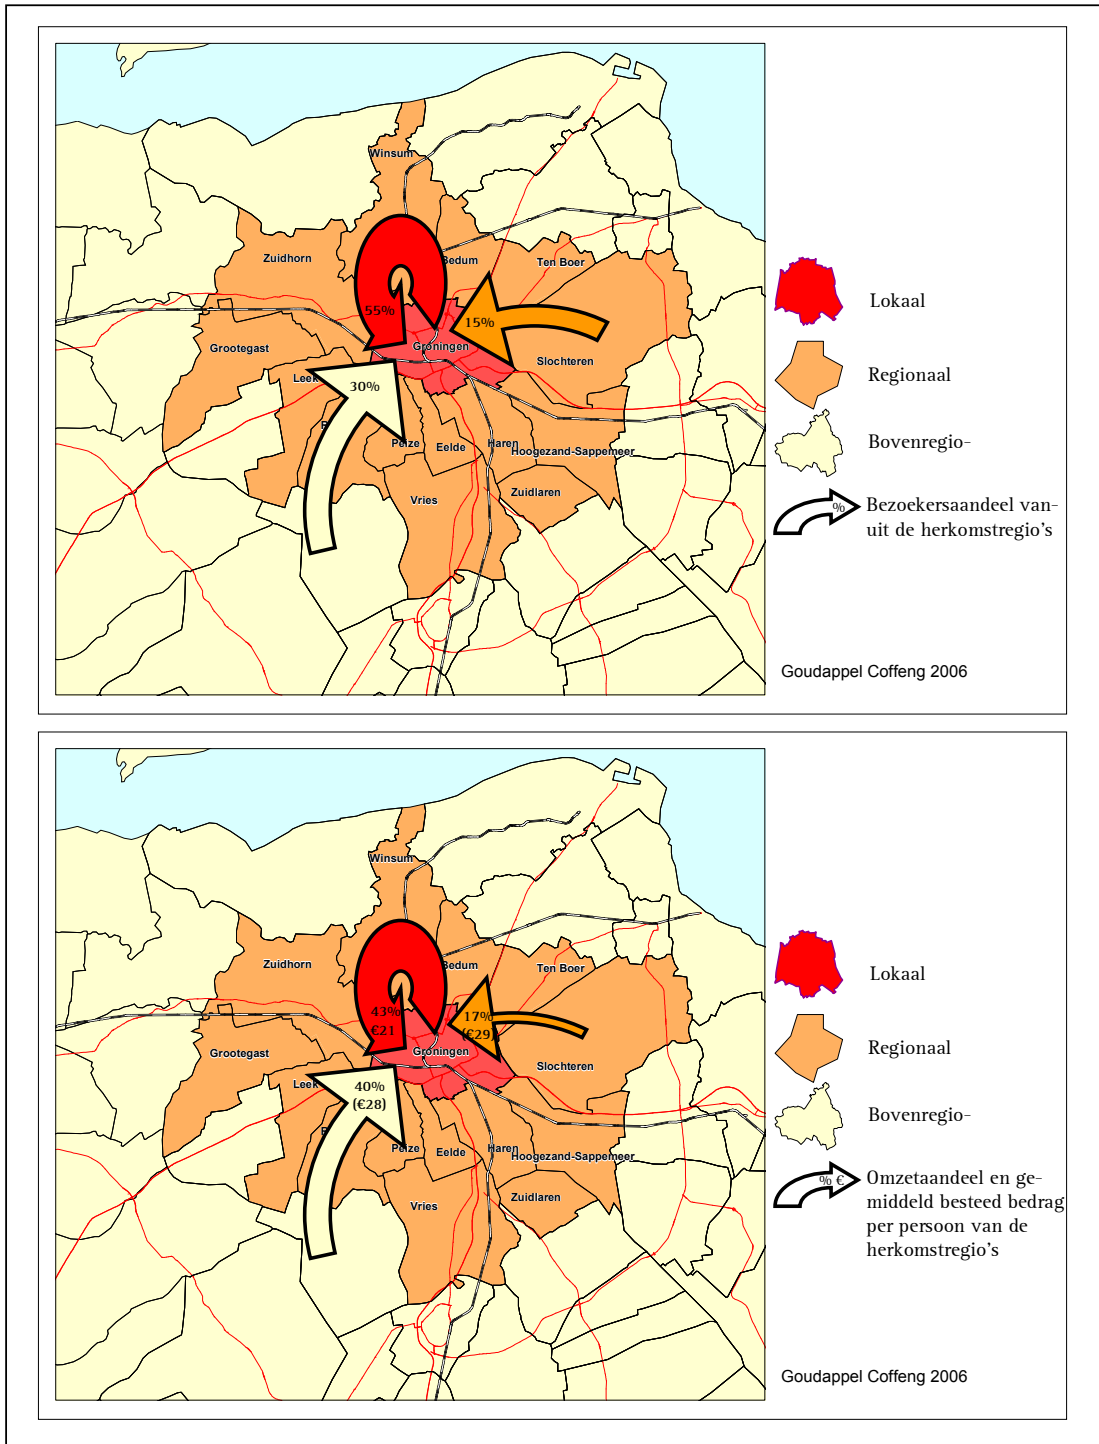 Winsum
Zuidhorn
Bedum
Ten Boer
55%
15%
Groningen
Grootegast
Slochteren
Leek
30%
Peize
Eelde
Haren
Hoogezand-Sappemeer
Zuidlaren
Vries
Lokaal
Regionaal
Bovenregio-
%
Bezoekersaandeel van-
uit de herkomstregio's
Goudappel Coffeng 2006
Winsum
Zuidhorn
Bedum
Ten Boer
43%
€21
17%
(€29)
Groningen
Grootegast
Slochteren
Leek
40%
(€28)
Peize
Eelde
Haren
Hoogezand-Sappemeer
Zuidlaren
Vries
Lokaal
Regionaal
Bovenregio-
% €
Omzetaandeel en ge-
middeld besteed bedrag
per persoon van de
herkomstregio's
Goudappel Coffeng 2006